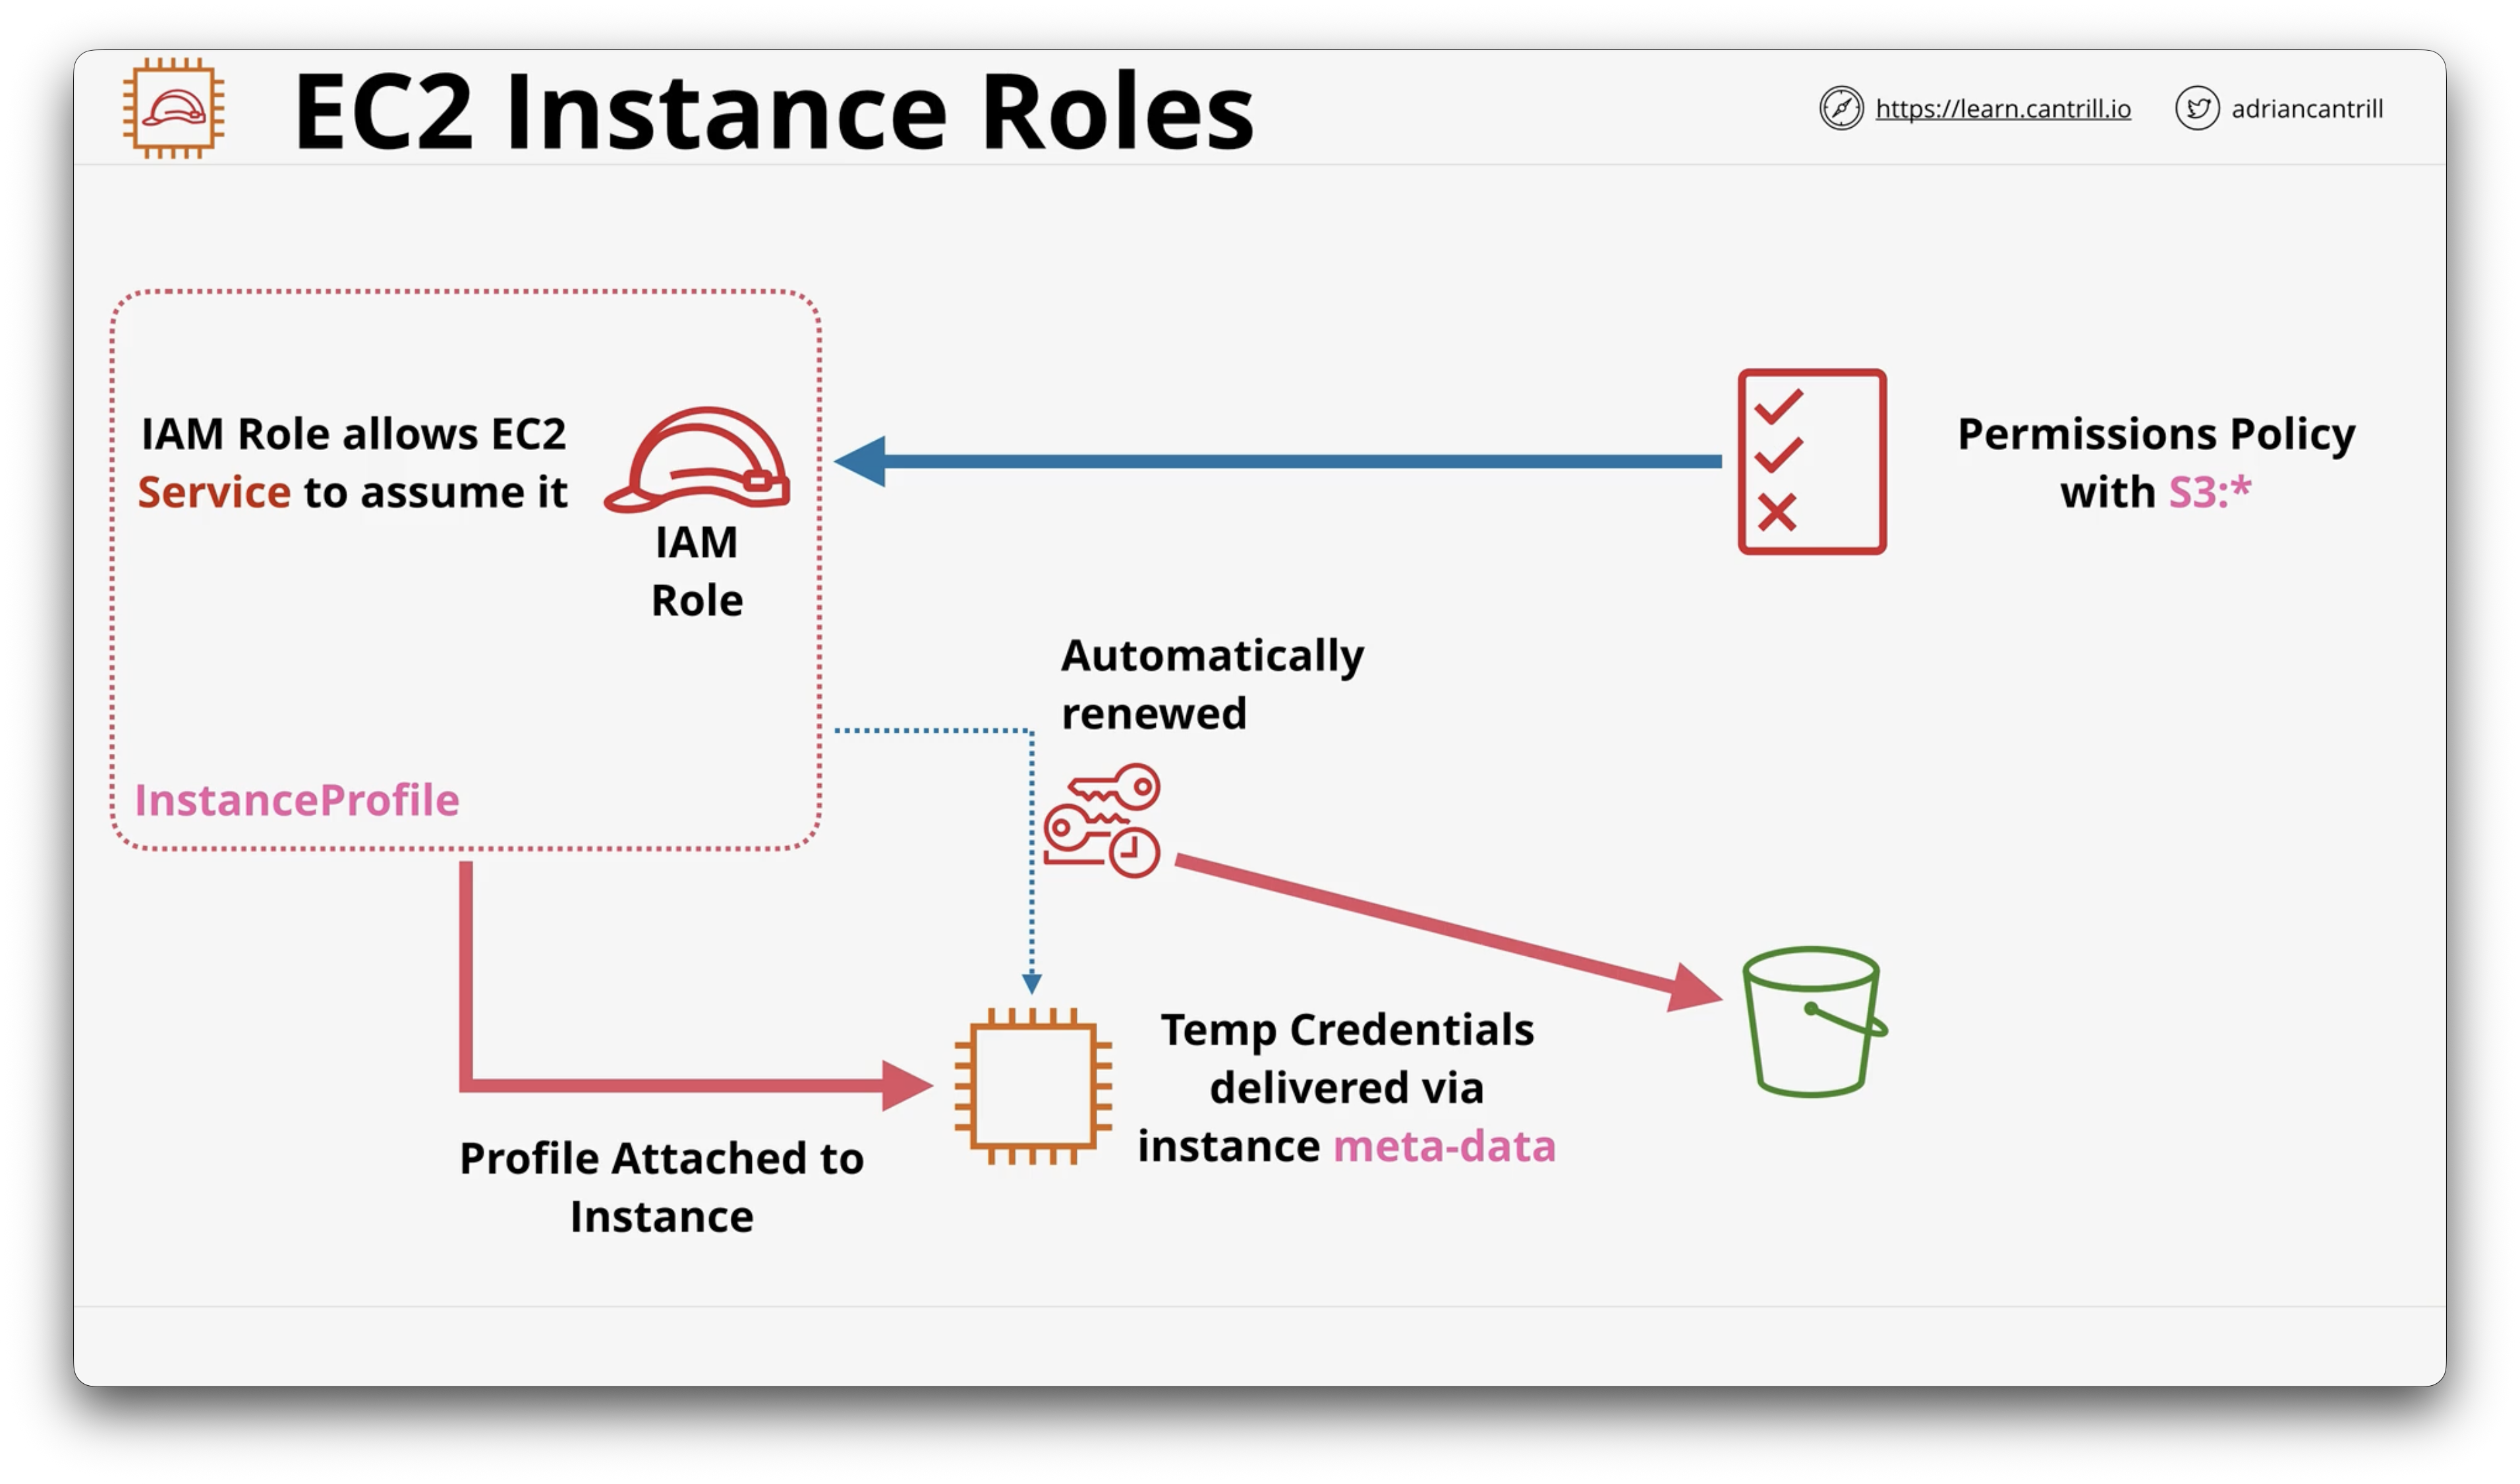 EC2 Instance Roles
https://learn.cantrill.io
adriancantrill
IAM Role allows EC2
Service to assume it
IAM
Role
Permissions Policy
with S3:*
Automatically
renewed
InstanceProfile
Temp Credentials
delivered via
instance meta-data
Profile Attached to
Instance